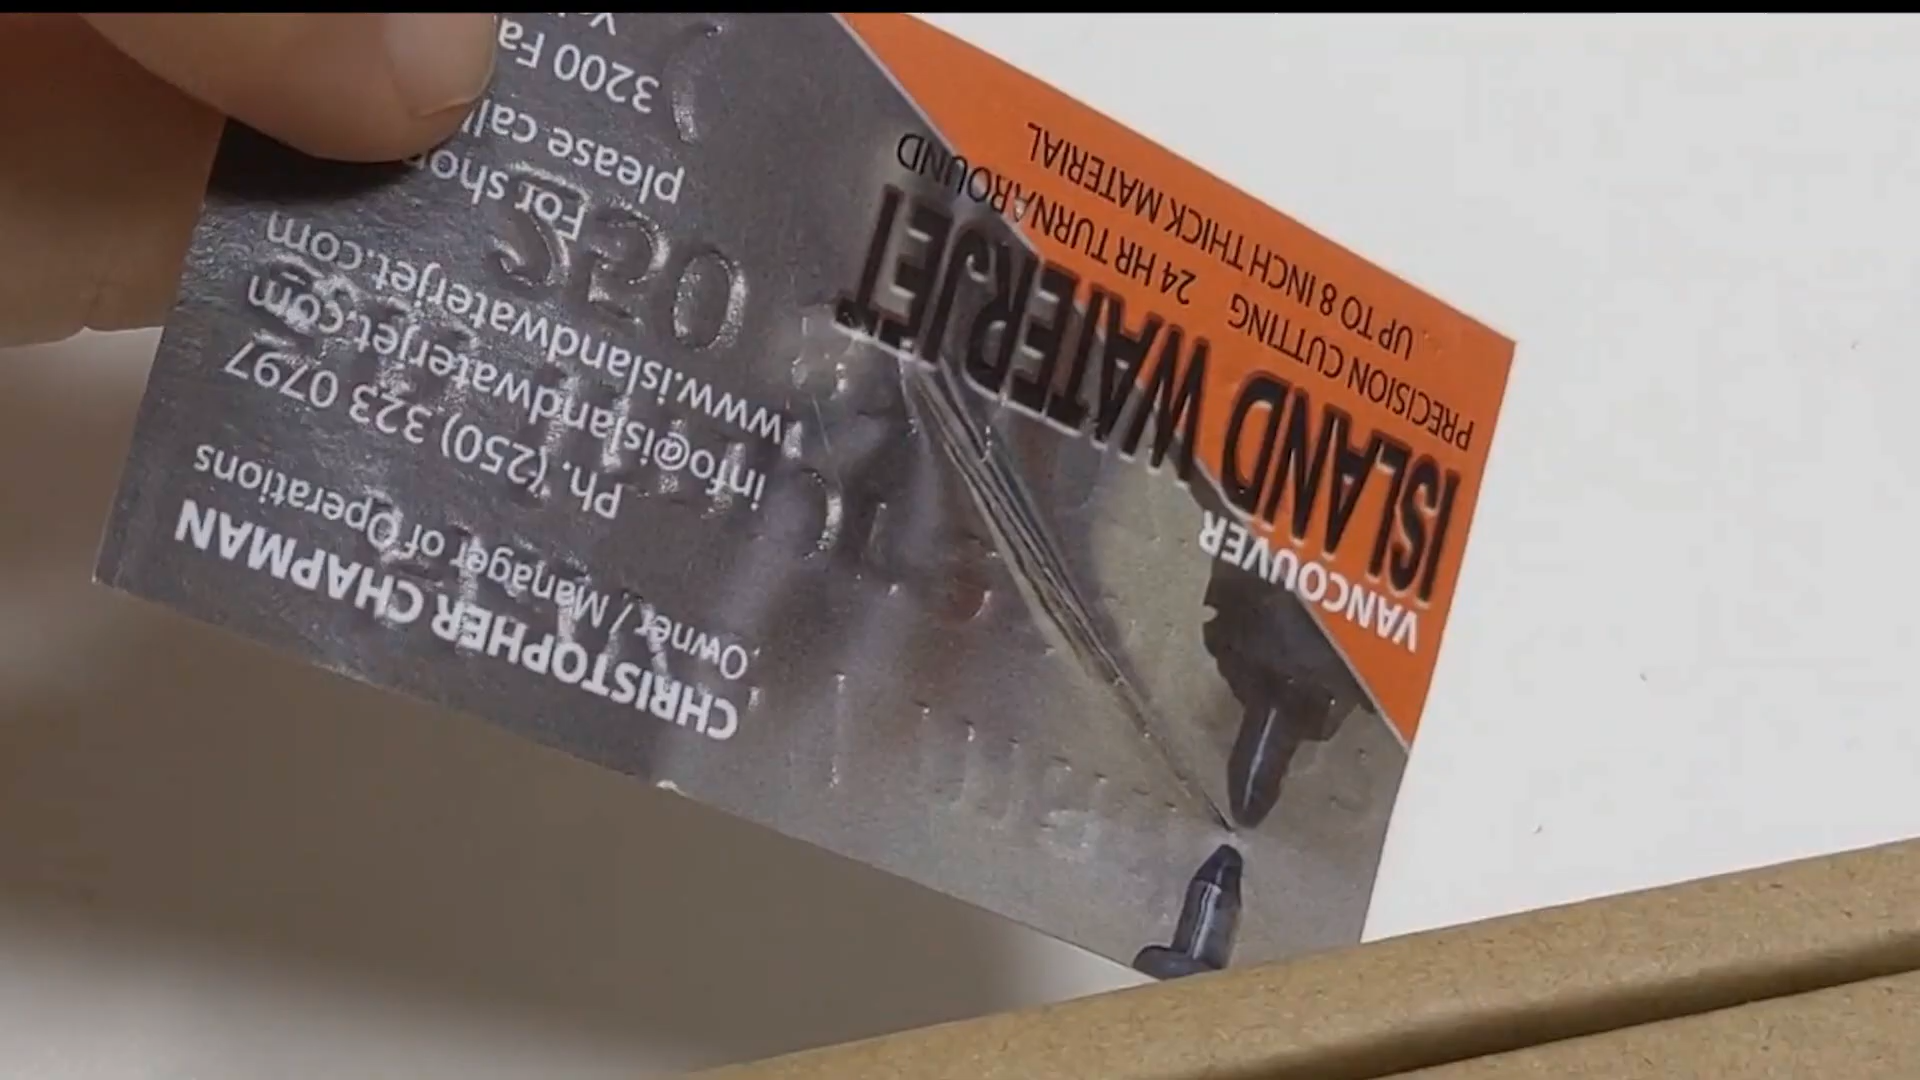 VANCOUVER
ISLAND WATERJET
PRECISION CUTTING 24 HR TURNAROUND
UP TO 8 INCH THICK MATERIAL
CHRISTOPHER CHAPMAN
Owner / Manager of Operations
Ph. (250) 323 0797
info@islandwaterjet.com
www.islandwaterjet.com
For shop
please call
3200 Fa